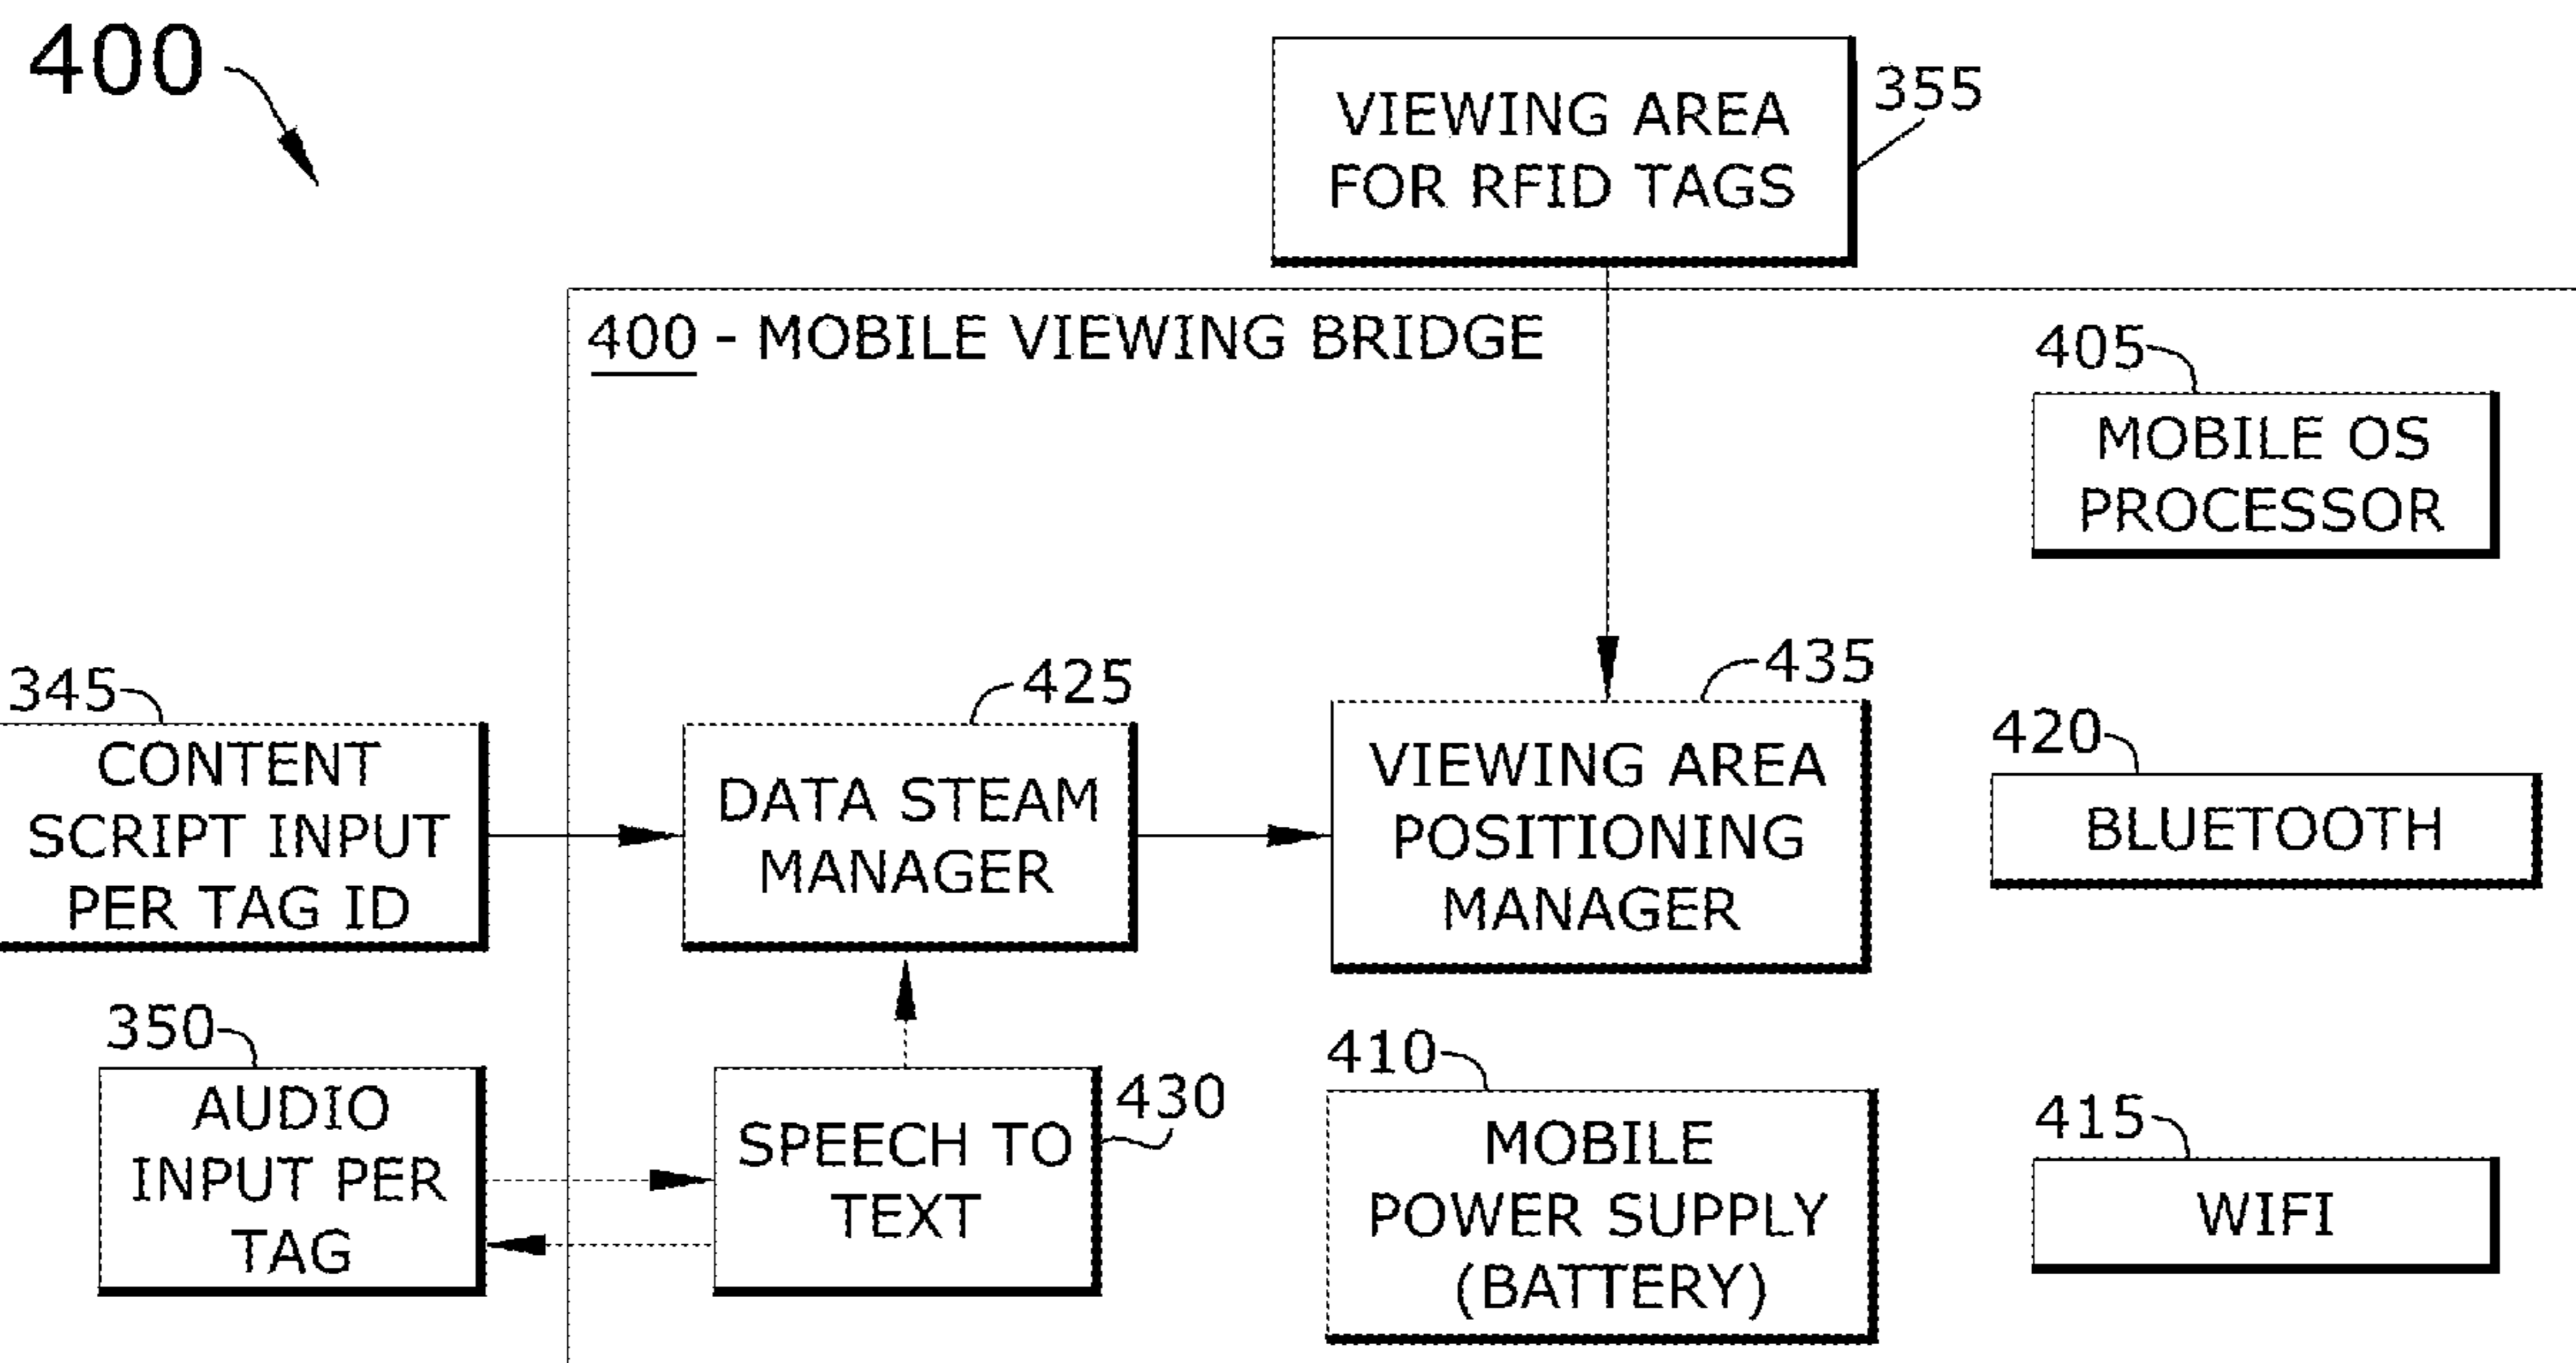 400
VIEWING AREA
FOR RFID TAGS
355
400 - MOBILE VIEWING BRIDGE
405
MOBILE OS
PROCESSOR
345
CONTENT
SCRIPT INPUT
PER TAG ID
425
DATA STEAM
MANAGER
435
VIEWING AREA
POSITIONING
MANAGER
420
BLUETOOTH
350
AUDIO
INPUT PER
TAG
SPEECH TO
TEXT
430
410
MOBILE
POWER SUPPLY
(BATTERY)
415
WIFI